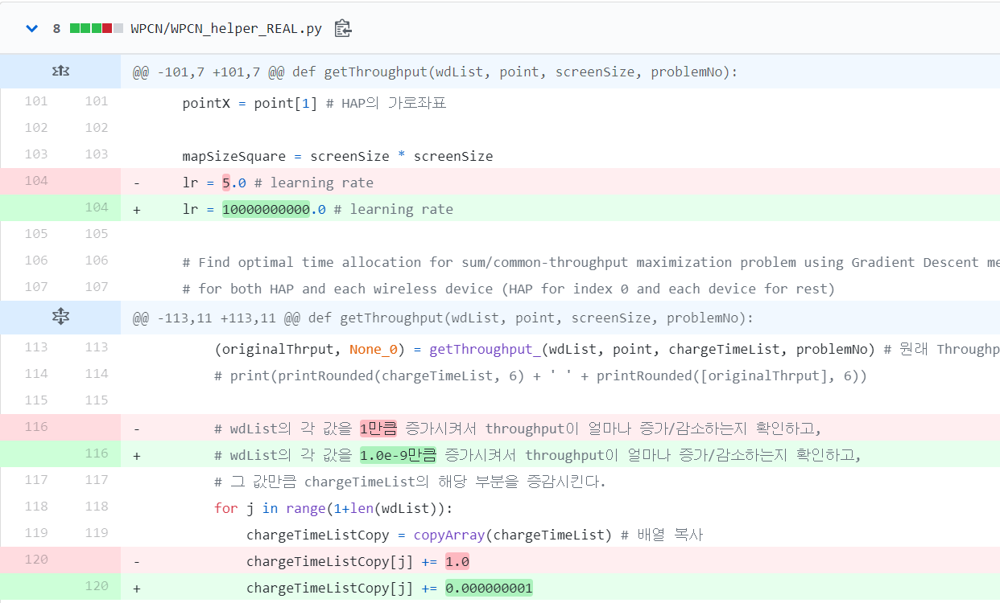 8 WPCN/WPCN_helper_REAL.py
@@ -101,7 +101,7 @@ def getThroughput(wdList, point, screenSize, problemNo):
101 101 pointX = point[1] # HAP의 가로좌표
102 102
103 103 mapSizeSquare = screenSize * screenSize
104 - lr = 5.0 # learning rate
104 + lr = 10000000000.0 # learning rate
105 105
106 106 # Find optimal time allocation for sum/common-throughput maximization problem using Gradient Descent me
107 107 # for both HAP and each wireless device (HAP for index 0 and each device for rest)
@@ -113,11 +113,11 @@ def getThroughput(wdList, point, screenSize, problemNo):
113 113 (originalThrput, None_0) = getThroughput_(wdList, point, chargeTimeList, problemNo) # 원래 Throughp
114 114 # print(printRounded(chargeTimeList, 6) + ' ' + printRounded([originalThrput], 6))
115 115
116 - # wdList의 각 값을 1만큼 증가시켜서 throughput이 얼마나 증가/감소하는지 확인하고,
116 + # wdList의 각 값을 1.0e-9만큼 증가시켜서 throughput이 얼마나 증가/감소하는지 확인하고,
117 117 # 그 값만큼 chargeTimeList의 해당 부분을 증감시킨다.
118 118 for j in range(1+len(wdList)):
119 119 chargeTimeListCopy = copyArray(chargeTimeList) # 배열 복사
120 - chargeTimeListCopy[j] += 1.0
120 + chargeTimeListCopy[j] += 0.000000001